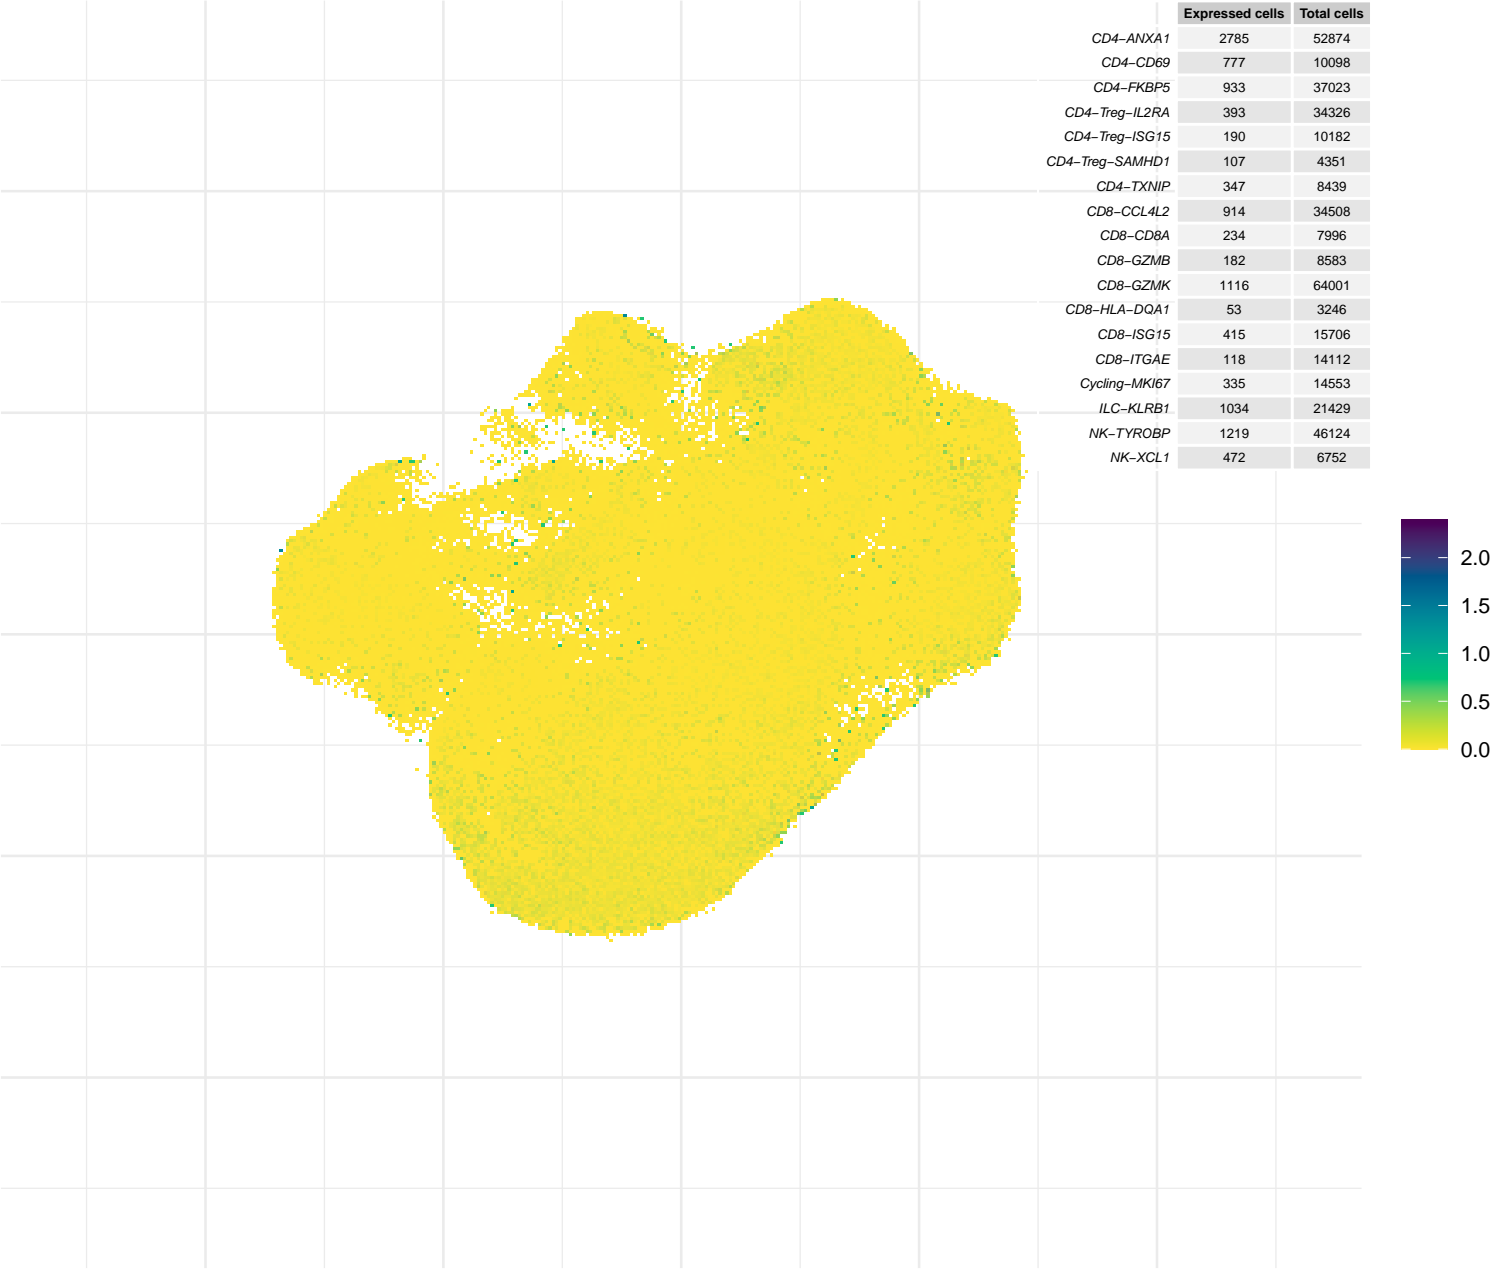 Expressed cells Total cells
CD4−ANXA1 2785 52874
CD4−CD69 777 10098
CD4−FKBP5 933 37023
CD4−Treg−IL2RA 393 34326
CD4−Treg−ISG15 190 10182
CD4−Treg−SAMHD1 107 4351
CD4−TXNIP 347 8439
CD8−CCL4L2 914 34508
CD8−CD8A 234 7996
CD8−GZMB 182 8583
CD8−GZMK 1116 64001
CD8−HLA−DQA1 53 3246
CD8−ISG15 415 15706
CD8−ITGAE 118 14112
Cycling−MKI67 335 14553
ILC−KLRB1 1034 21429
NK−TYROBP 1219 46124
NK−XCL1 472 6752
2.0
1.5
1.0
0.5
0.0